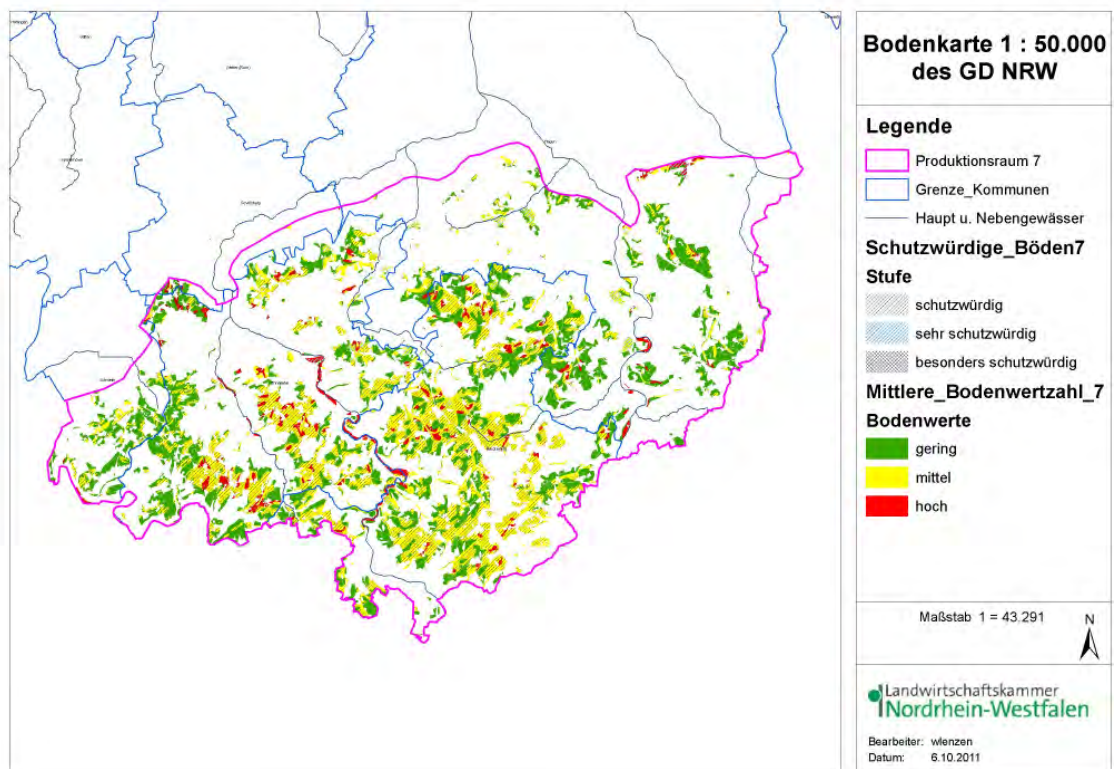 Bodenkarte 1 : 50.000
des GD NRW
Legende
Produktionsraum 7
Grenze_Kommunen
Haupt u. Nebengewässer
Schutzwürdige_Böden7
Stufe
schutzwürdig
sehr schutzwürdig
besonders schutzwürdig
Mittlere_Bodenwertzahl_7
Bodenwerte
gering
mittel
hoch
Maßstab 1 = 43.291
N
Landwirtschaftskammer
Nordrhein-Westfalen
Bearbeiter: wlenzen
Datum: 6.10.2011